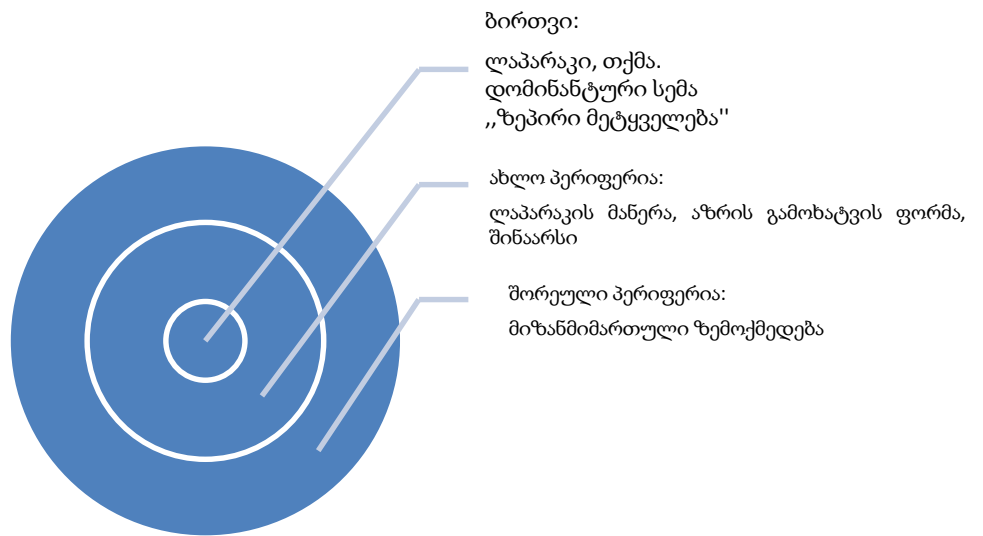 ბირთვი:
ლაპარაკი, თქმა.
დომინანტური სემა
,,ზეპირი მეტყველება"
ახლო პერიფერია:
ლაპარაკის მანერა, აზრის გამოხატვის ფორმა,
შინაარსი
შორეული პერიფერია:
მიზანმიმართული ზემოქმედება